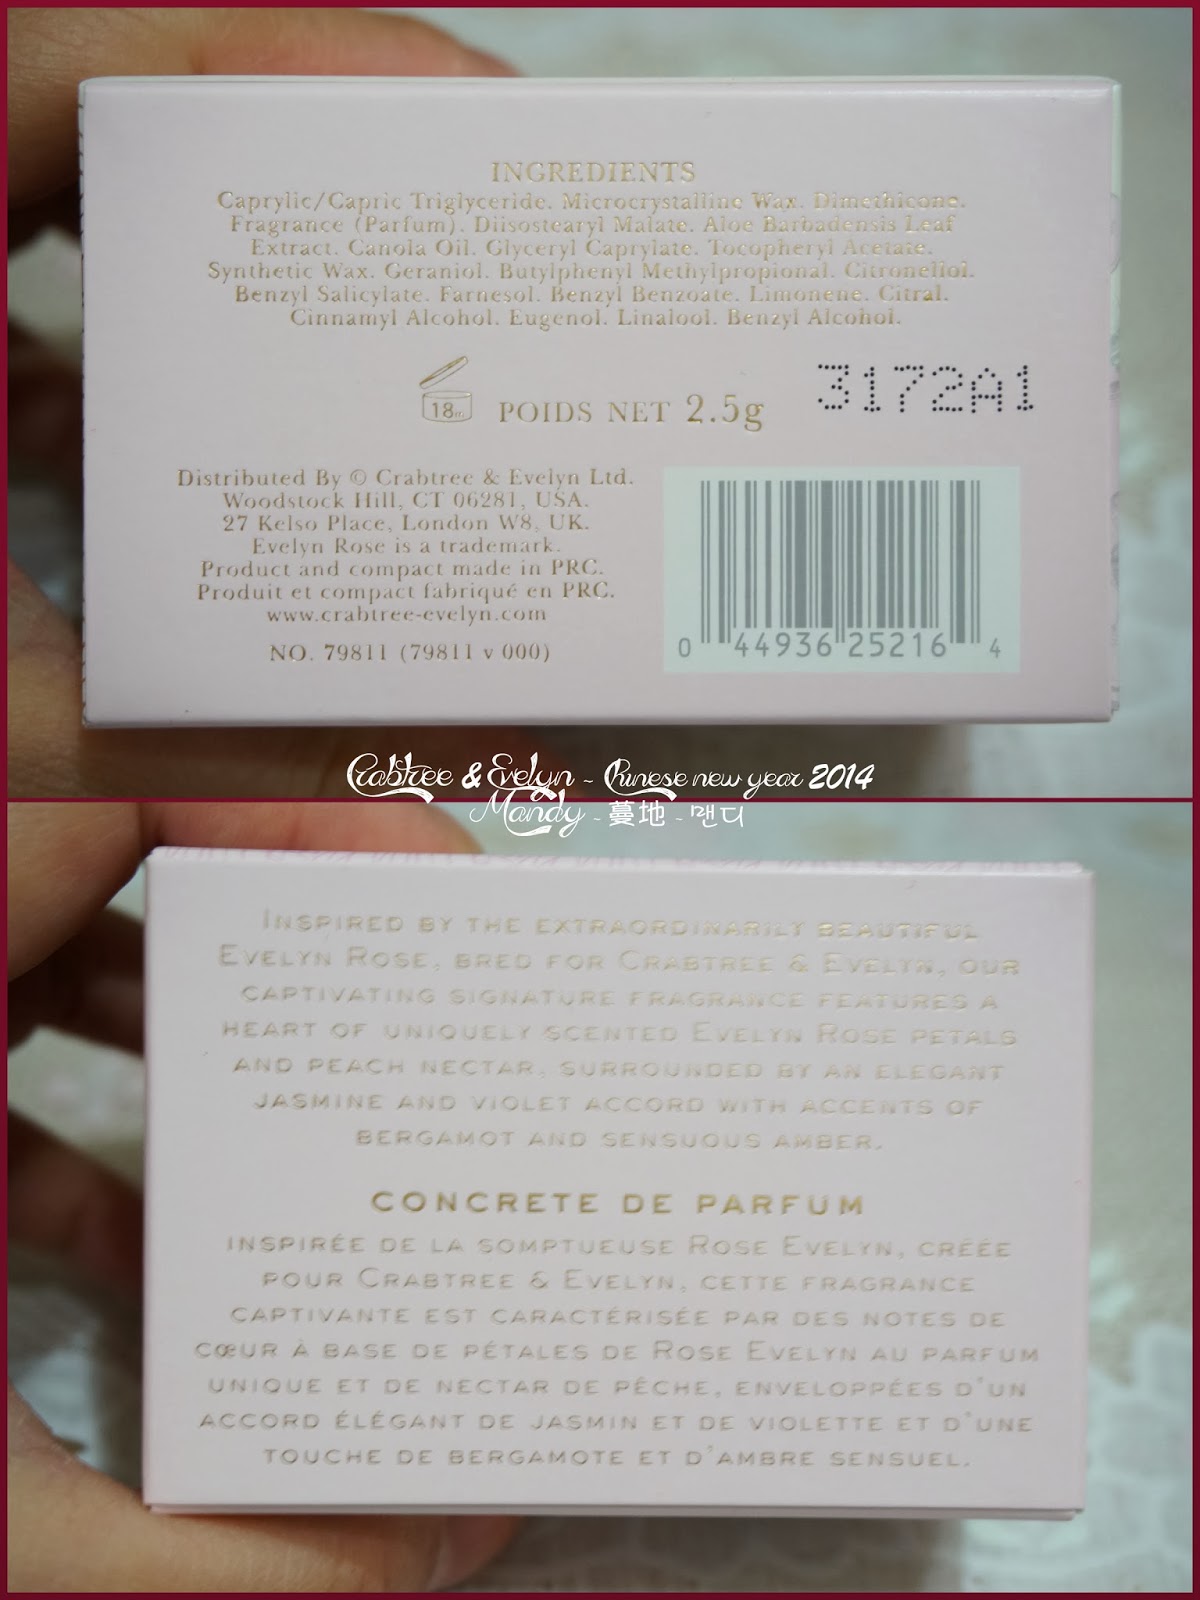 INGREDIENTS
Caprylic/Capric Triglyceride. Microcrystalline Wax. Dimethicone.
Fragrance (Parfum). Diisostearyl Malate. Aloe Barbadensis Leaf
Extract. Canola Oil. Glyceryl Caprylate. Tocopheryl Acetate.
Synthetic Wax. Geraniol. Butylphenyl Methylpropional. Citronellol.
Benzyl Salicylate. Farnesol. Benzyl Benzoate. Limonene. Citral.
Cinnamyl Alcohol. Eugenol. Linalool. Benzyl Alcohol.
18m
POIDS NET 2.5g
3172A1
Distributed By © Crabtree & Evelyn Ltd.
Woodstock Hill, CT 06281, USA.
27 Kelso Place, London W8, UK.
Evelyn Rose is a trademark.
Product and compact made in PRC.
Produit et compact fabriqué en PRC.
www.crabtree-evelyn.com
NO. 79811 (79811 v 000)
0 44936 25216 4
Crabtree & Evelyn ~ Chinese new year 2014
Mandy ~ 蔓地 ~ 맨디
INSPIRED BY THE EXTRAORDINARILY BEAUTIFUL
EVELYN ROSE, BRED FOR CRABTREE & EVELYN, OUR
CAPTIVATING SIGNATURE FRAGRANCE FEATURES A
HEART OF UNIQUELY SCENTED EVELYN ROSE PETALS
AND PEACH NECTAR, SURROUNDED BY AN ELEGANT
JASMINE AND VIOLET ACCORD WITH ACCENTS OF
BERGAMOT AND SENSUOUS AMBER.
CONCRETE DE PARFUM
INSPIRÉE DE LA SOMPTUEUSE ROSE EVELYN, CRÉÉE
POUR CRABTREE & EVELYN, CETTE FRAGRANCE
CAPTIVANTE EST CARACTÉRISÉE PAR DES NOTES DE
CŒUR À BASE DE PÉTALES DE ROSE EVELYN AU PARFUM
UNIQUE ET DE NECTAR DE PÊCHE, ENVELOPPÉES D'UN
ACCORD ÉLÉGANT DE JASMIN ET DE VIOLETTE ET D'UNE
TOUCHE DE BERGAMOTE ET D'AMBRE SENSUEL.